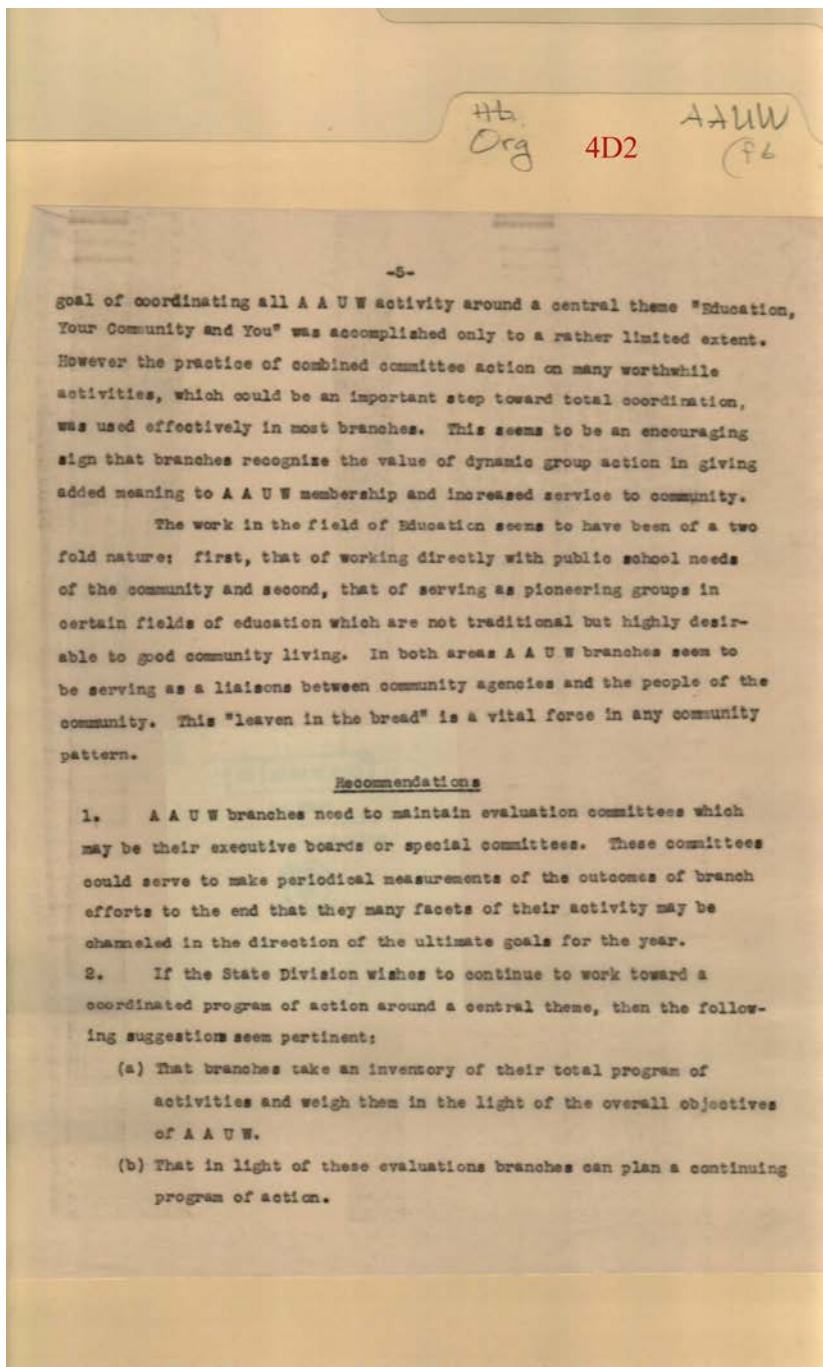 Hb. AAUW
Org 4D2 (f6
-5-
goal of coordinating all A A U W activity around a central theme "Education,
Your Community and You" was accomplished only to a rather limited extent.
However the practice of combined committee action on many worthwhile
activities, which could be an important step toward total coordination,
was used effectively in most branches. This seems to be an encouraging
sign that branches recognize the value of dynamic group action in giving
added meaning to A A U W membership and increased service to community.
The work in the field of Education seems to have been of a two
fold nature: first, that of working directly with public school needs
of the community and second, that of serving as pioneering groups in
certain fields of education which are not traditional but highly desir-
able to good community living. In both areas A A U W branches seem to
be serving as a liaisons between community agencies and the people of the
community. This "leaven in the bread" is a vital force in any community
pattern.
Recommendations
1. A A U W branches need to maintain evaluation committees which
may be their executive boards or special committees. These committees
could serve to make periodical measurements of the outcomes of branch
efforts to the end that they many facets of their activity may be
channeled in the direction of the ultimate goals for the year.
2. If the State Division wishes to continue to work toward a
coordinated program of action around a central theme, then the follow-
ing suggestions seem pertinent:
(a) That branches take an inventory of their total program of
activities and weigh them in the light of the overall objectives
of A A U W.
(b) That in light of these evaluations branches can plan a continuing
program of action.